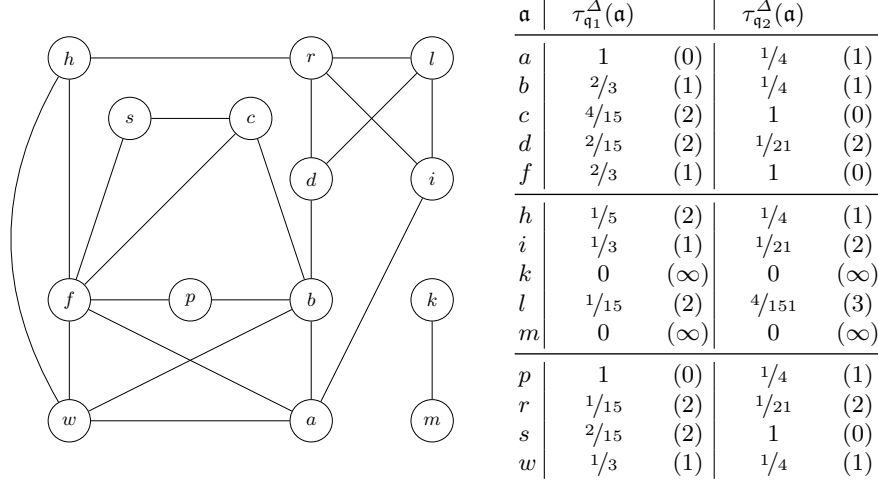 h r l
s c
d i
f p b k
w a m
𝔞 τ^Δ_𝔮₁(𝔞) τ^Δ_𝔮₂(𝔞)
a 1 (0) 1/4 (1)
b 2/3 (1) 1/4 (1)
c 4/15 (2) 1 (0)
d 2/15 (2) 1/21 (2)
f 2/3 (1) 1 (0)
h 1/5 (2) 1/4 (1)
i 1/3 (1) 1/21 (2)
k 0 (∞) 0 (∞)
l 1/15 (2) 4/151 (3)
m 0 (∞) 0 (∞)
p 1 (0) 1/4 (1)
r 1/15 (2) 1/21 (2)
s 2/15 (2) 1 (0)
w 1/3 (1) 1/4 (1)